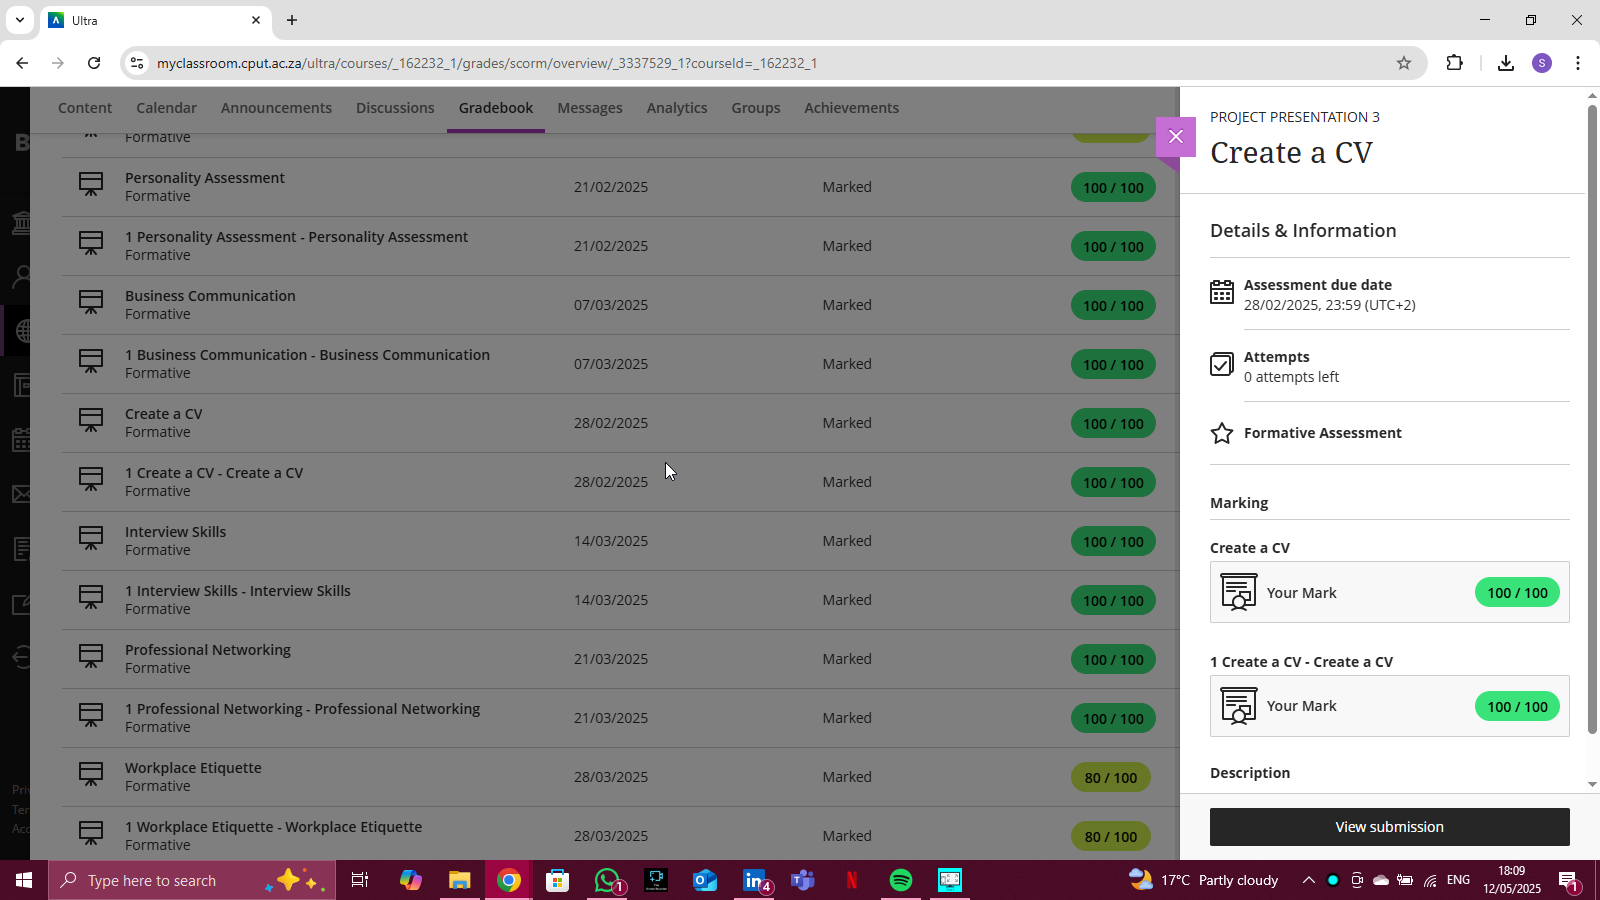 Ultra
myclassroom.cput.ac.za/ultra/courses/_162232_1/grades/scorm/overview/_3337529_1?courseId=_162232_1
S
Content
Calendar
Announcements
Discussions
Gradebook
Messages
Analytics
Groups
Achievements
Formative
Personality Assessment
Formative
21/02/2025
Marked
100 / 100
1 Personality Assessment - Personality Assessment
Formative
21/02/2025
Marked
100 / 100
Business Communication
Formative
07/03/2025
Marked
100 / 100
1 Business Communication - Business Communication
Formative
07/03/2025
Marked
100 / 100
Create a CV
Formative
28/02/2025
Marked
100 / 100
1 Create a CV - Create a CV
Formative
28/02/2025
Marked
100 / 100
Interview Skills
Formative
14/03/2025
Marked
100 / 100
1 Interview Skills - Interview Skills
Formative
14/03/2025
Marked
100 / 100
Professional Networking
Formative
21/03/2025
Marked
100 / 100
1 Professional Networking - Professional Networking
Formative
21/03/2025
Marked
100 / 100
Workplace Etiquette
Formative
28/03/2025
Marked
80 / 100
1 Workplace Etiquette - Workplace Etiquette
Formative
28/03/2025
Marked
80 / 100
PROJECT PRESENTATION 3
Create a CV
Details & Information
Assessment due date
28/02/2025, 23:59 (UTC+2)
Attempts
0 attempts left
Formative Assessment
Marking
Create a CV
Your Mark
100 / 100
1 Create a CV - Create a CV
Your Mark
100 / 100
Description
View submission
Type here to search
1
4
17°C Partly cloudy
ENG
18:09
12/05/2025
1